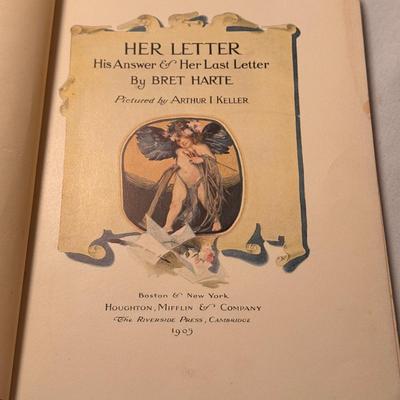 HER LETTER
His Answer & Her Last Letter
By BRET HARTE
Pictured by ARTHUR I KELLER
Boston & New York
HOUGHTON, MIFFLIN & COMPANY
The RIVERSIDE PRESS, CAMBRIDGE
1905